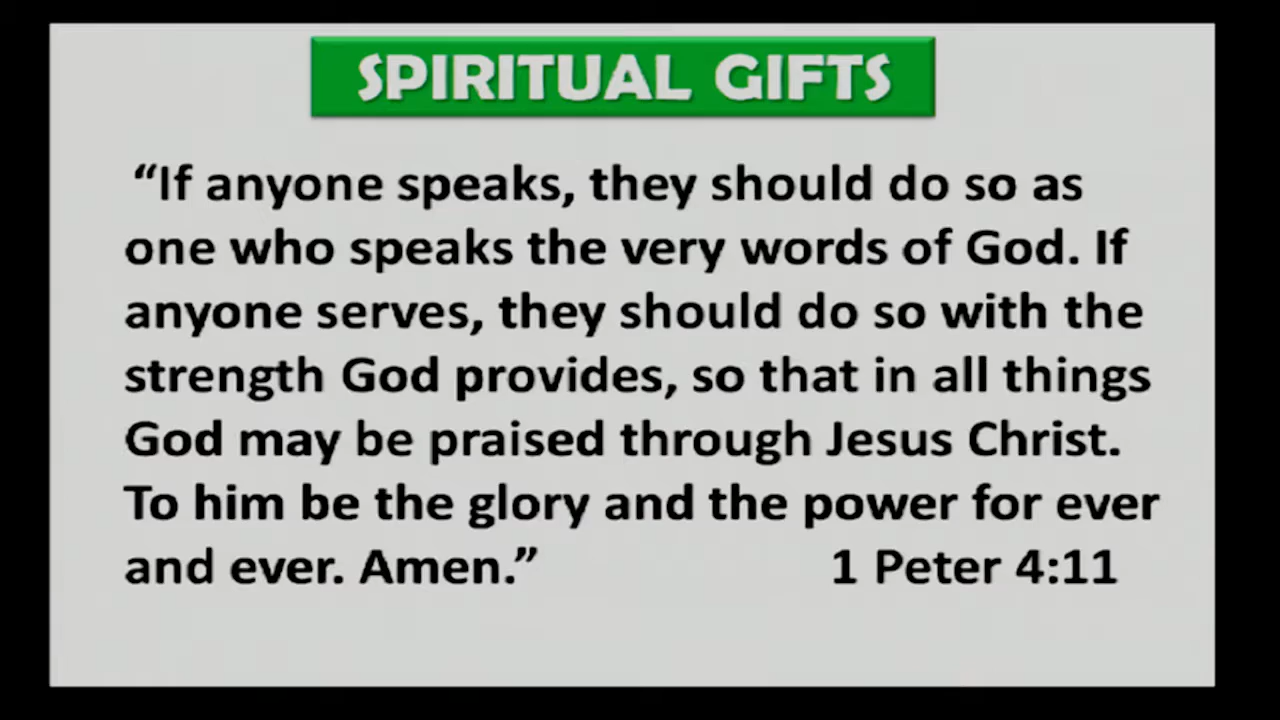 SPIRITUAL GIFTS
“If anyone speaks, they should do so as
one who speaks the very words of God. If
anyone serves, they should do so with the
strength God provides, so that in all things
God may be praised through Jesus Christ.
To him be the glory and the power for ever
and ever. Amen.” 1 Peter 4:11